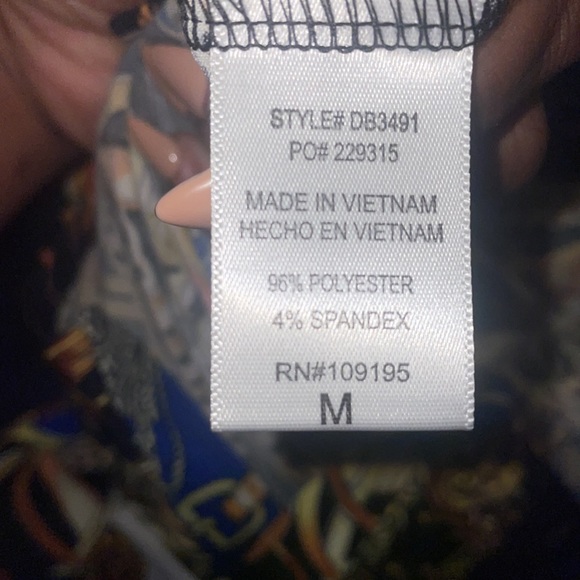 STYLE# DB3491
PO# 229315
MADE IN VIETNAM
HECHO EN VIETNAM
96% POLYESTER
4% SPANDEX
RN#109195
M